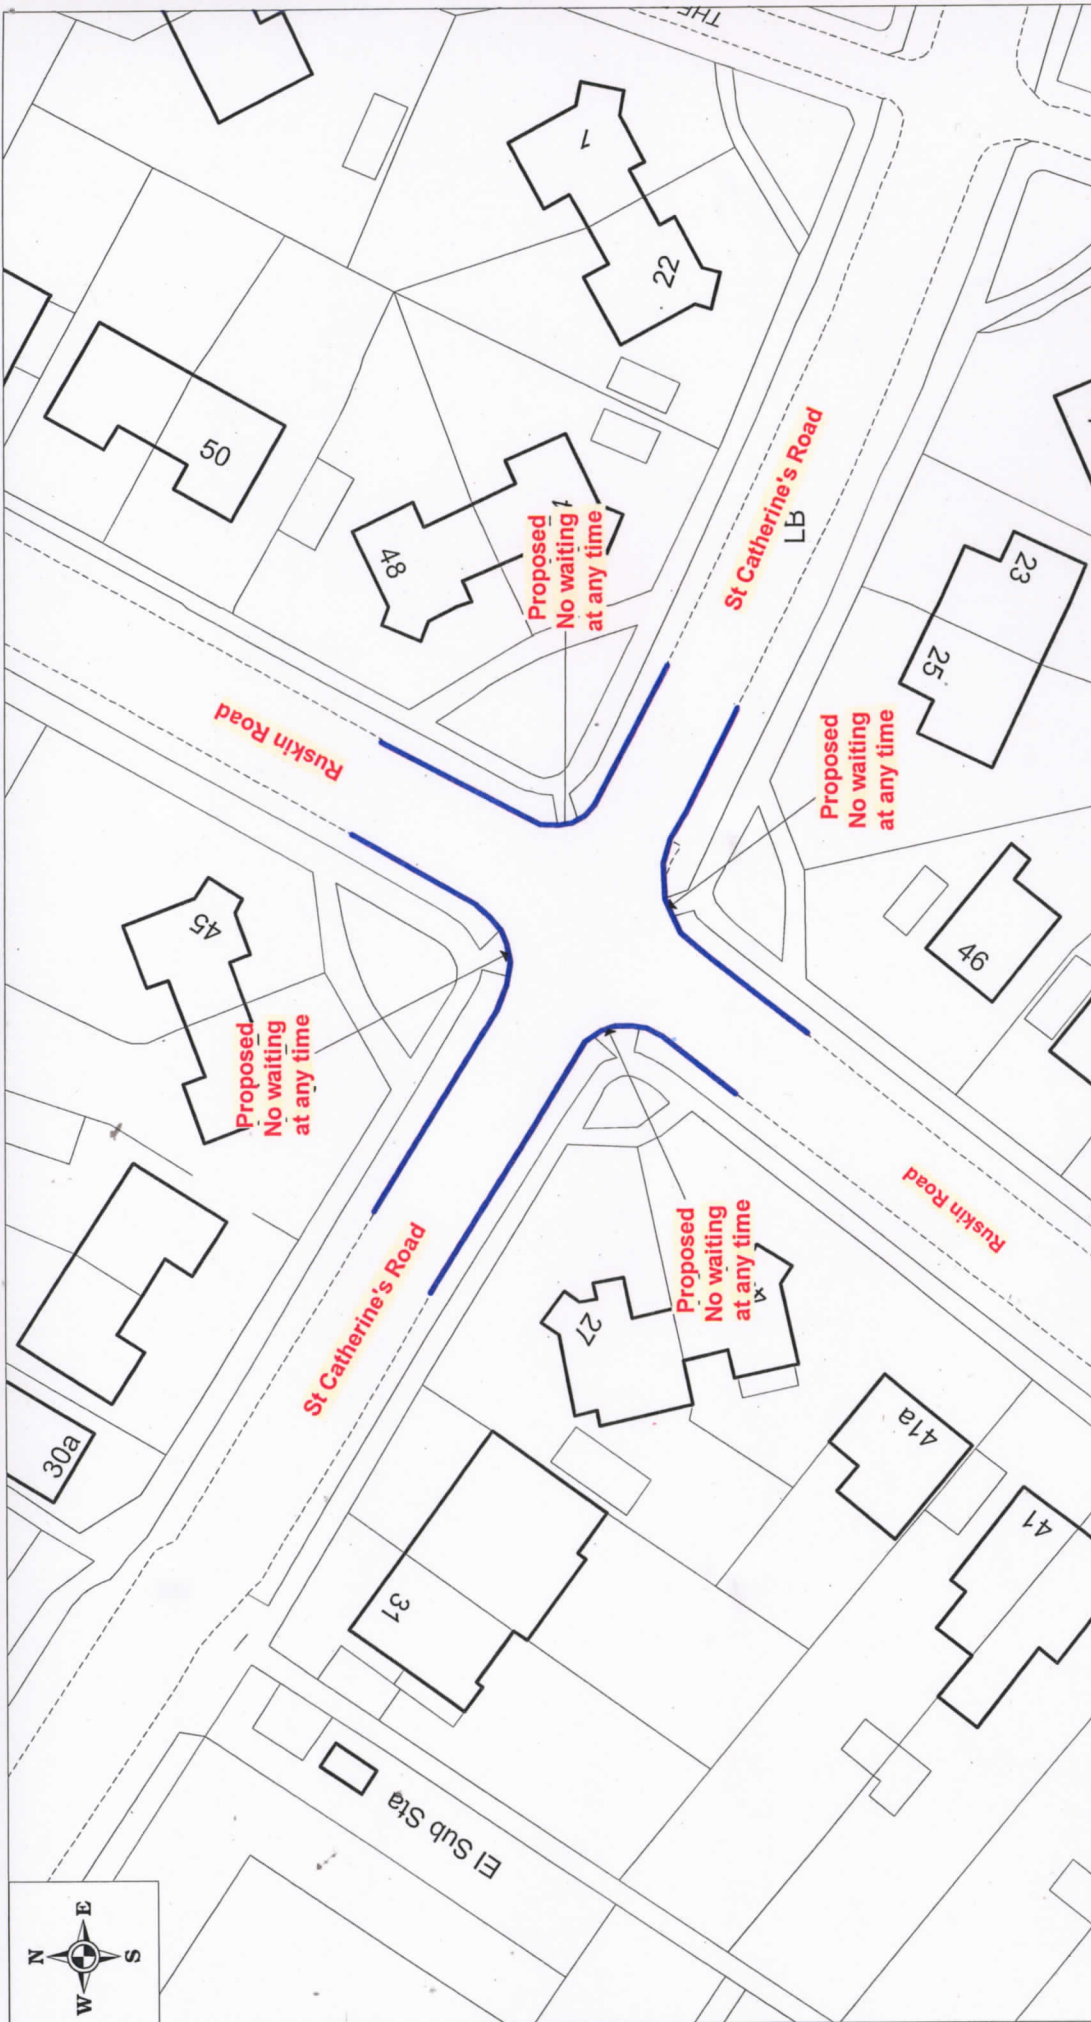 THE
1
22
50
48
Proposed
No waiting
at any time
St Catherine's Road
LB
23
25
Ruskin Road
Proposed
No waiting
at any time
45
46
Proposed
No waiting
at any time
Ruskin Road
Proposed
No waiting
at any time
27
St Catherine's Road
30a
41a
41
31
El Sub Sta
N
W
E
S